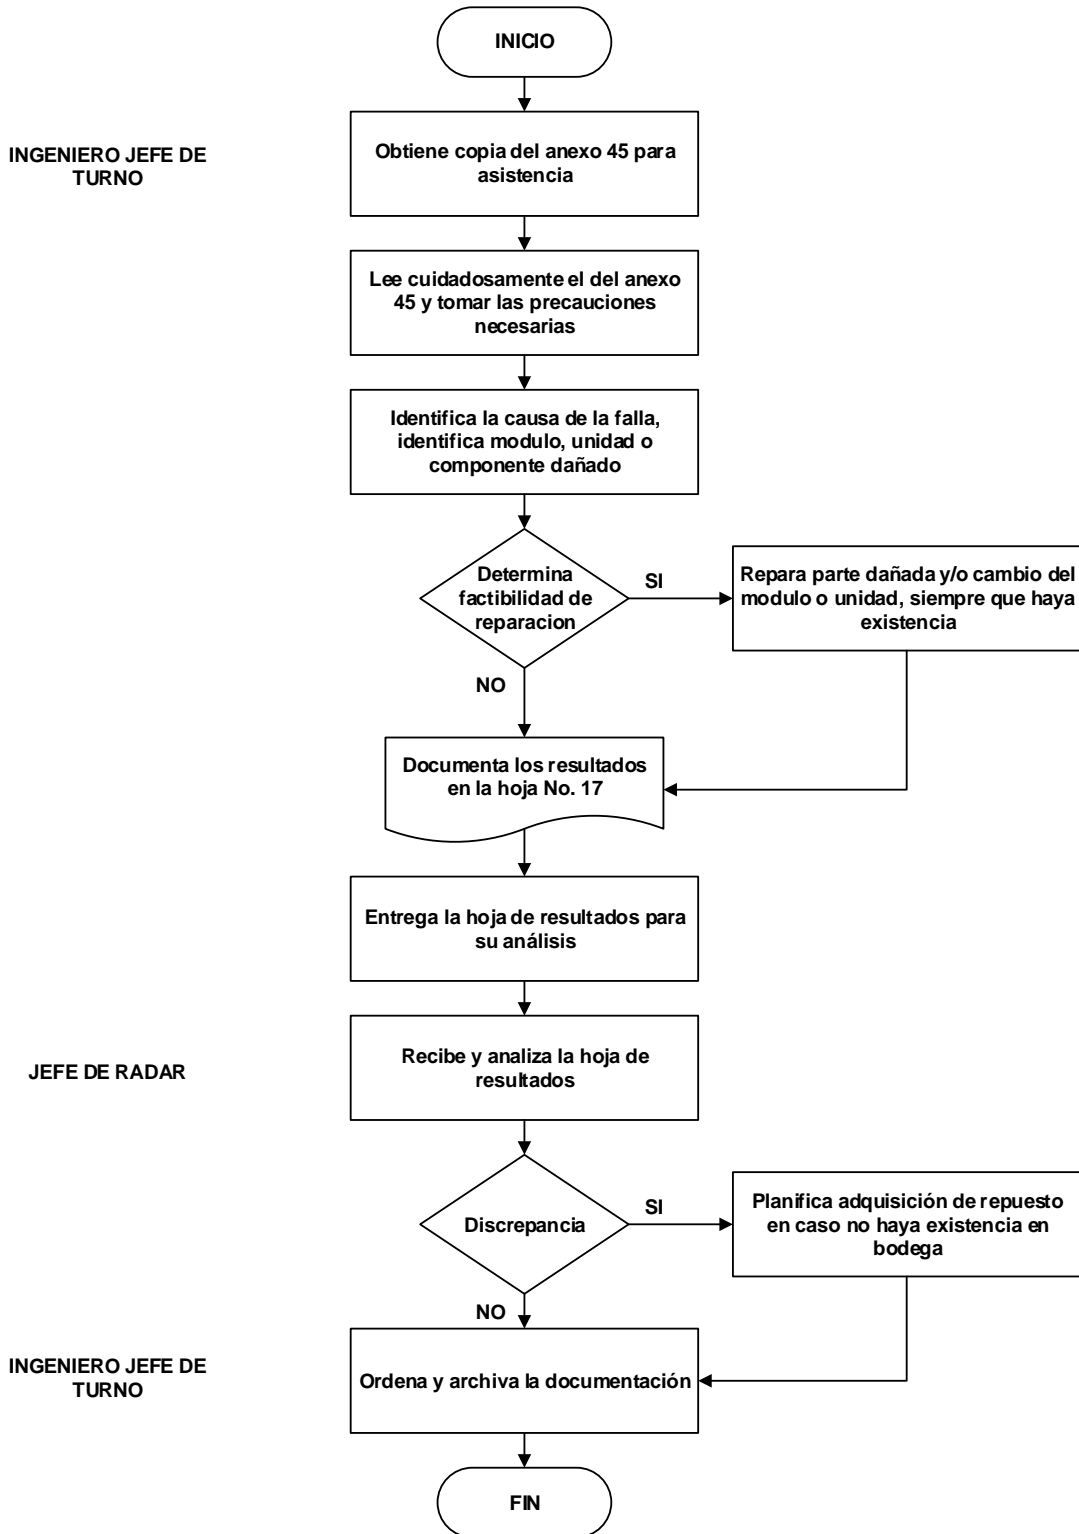 INICIO
INGENIERO JEFE DE
TURNO
Obtiene copia del anexo 45 para
asistencia
Lee cuidadosamente el del anexo
45 y tomar las precauciones
necesarias
Identifica la causa de la falla,
identifica modulo, unidad o
componente dañado
Determina
factibilidad de
reparacion
SI
Repara parte dañada y/o cambio del
modulo o unidad, siempre que haya
existencia
NO
Documenta los resultados
en la hoja No. 17
Entrega la hoja de resultados para
su análisis
JEFE DE RADAR
Recibe y analiza la hoja de
resultados
Discrepancia
SI
Planifica adquisición de repuesto
en caso no haya existencia en
bodega
NO
INGENIERO JEFE DE
TURNO
Ordena y archiva la documentación
FIN